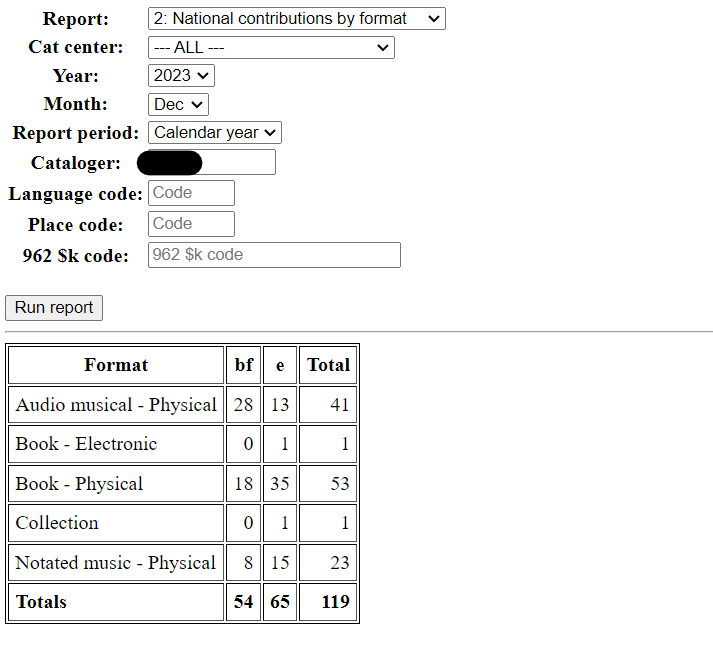 Report: 2: National contributions by format
Cat center: --- ALL ---
Year: 2023
Month: Dec
Report period: Calendar year
Cataloger:
Language code: Code
Place code: Code
962 $k code: 962 $k code
Run report
Format bf e Total
Audio musical - Physical 28 13 41
Book - Electronic 0 1 1
Book - Physical 18 35 53
Collection 0 1 1
Notated music - Physical 8 15 23
Totals 54 65 119